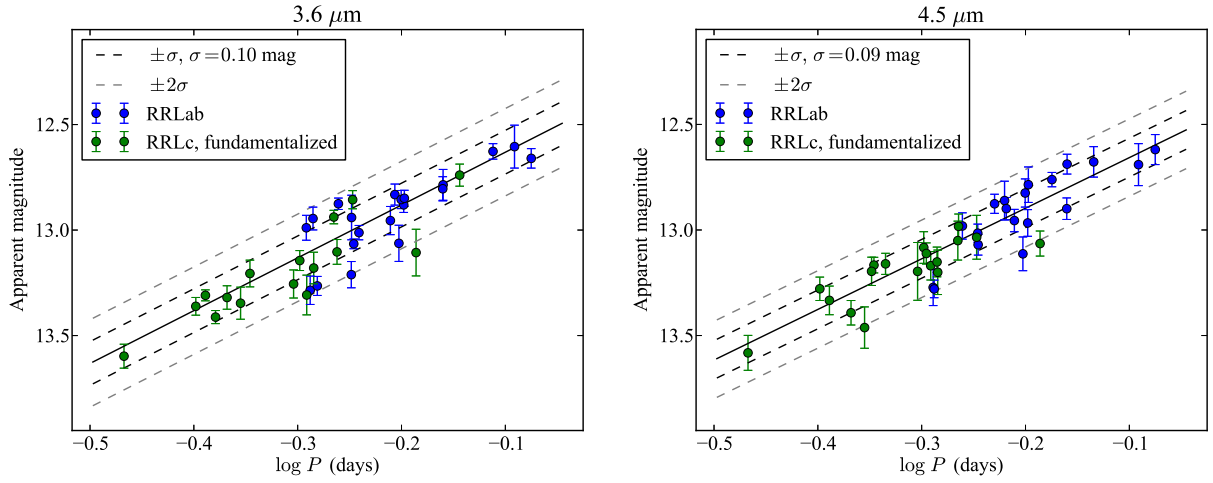 3.6 μm
±σ, σ=0.10 mag
±2σ
RRLab
RRLc, fundamentalized
12.5
13.0
13.5
Apparent magnitude
−0.5 −0.4 −0.3 −0.2 −0.1
log P (days)
4.5 μm
±σ, σ=0.09 mag
±2σ
RRLab
RRLc, fundamentalized
12.5
13.0
13.5
Apparent magnitude
−0.5 −0.4 −0.3 −0.2 −0.1
log P (days)